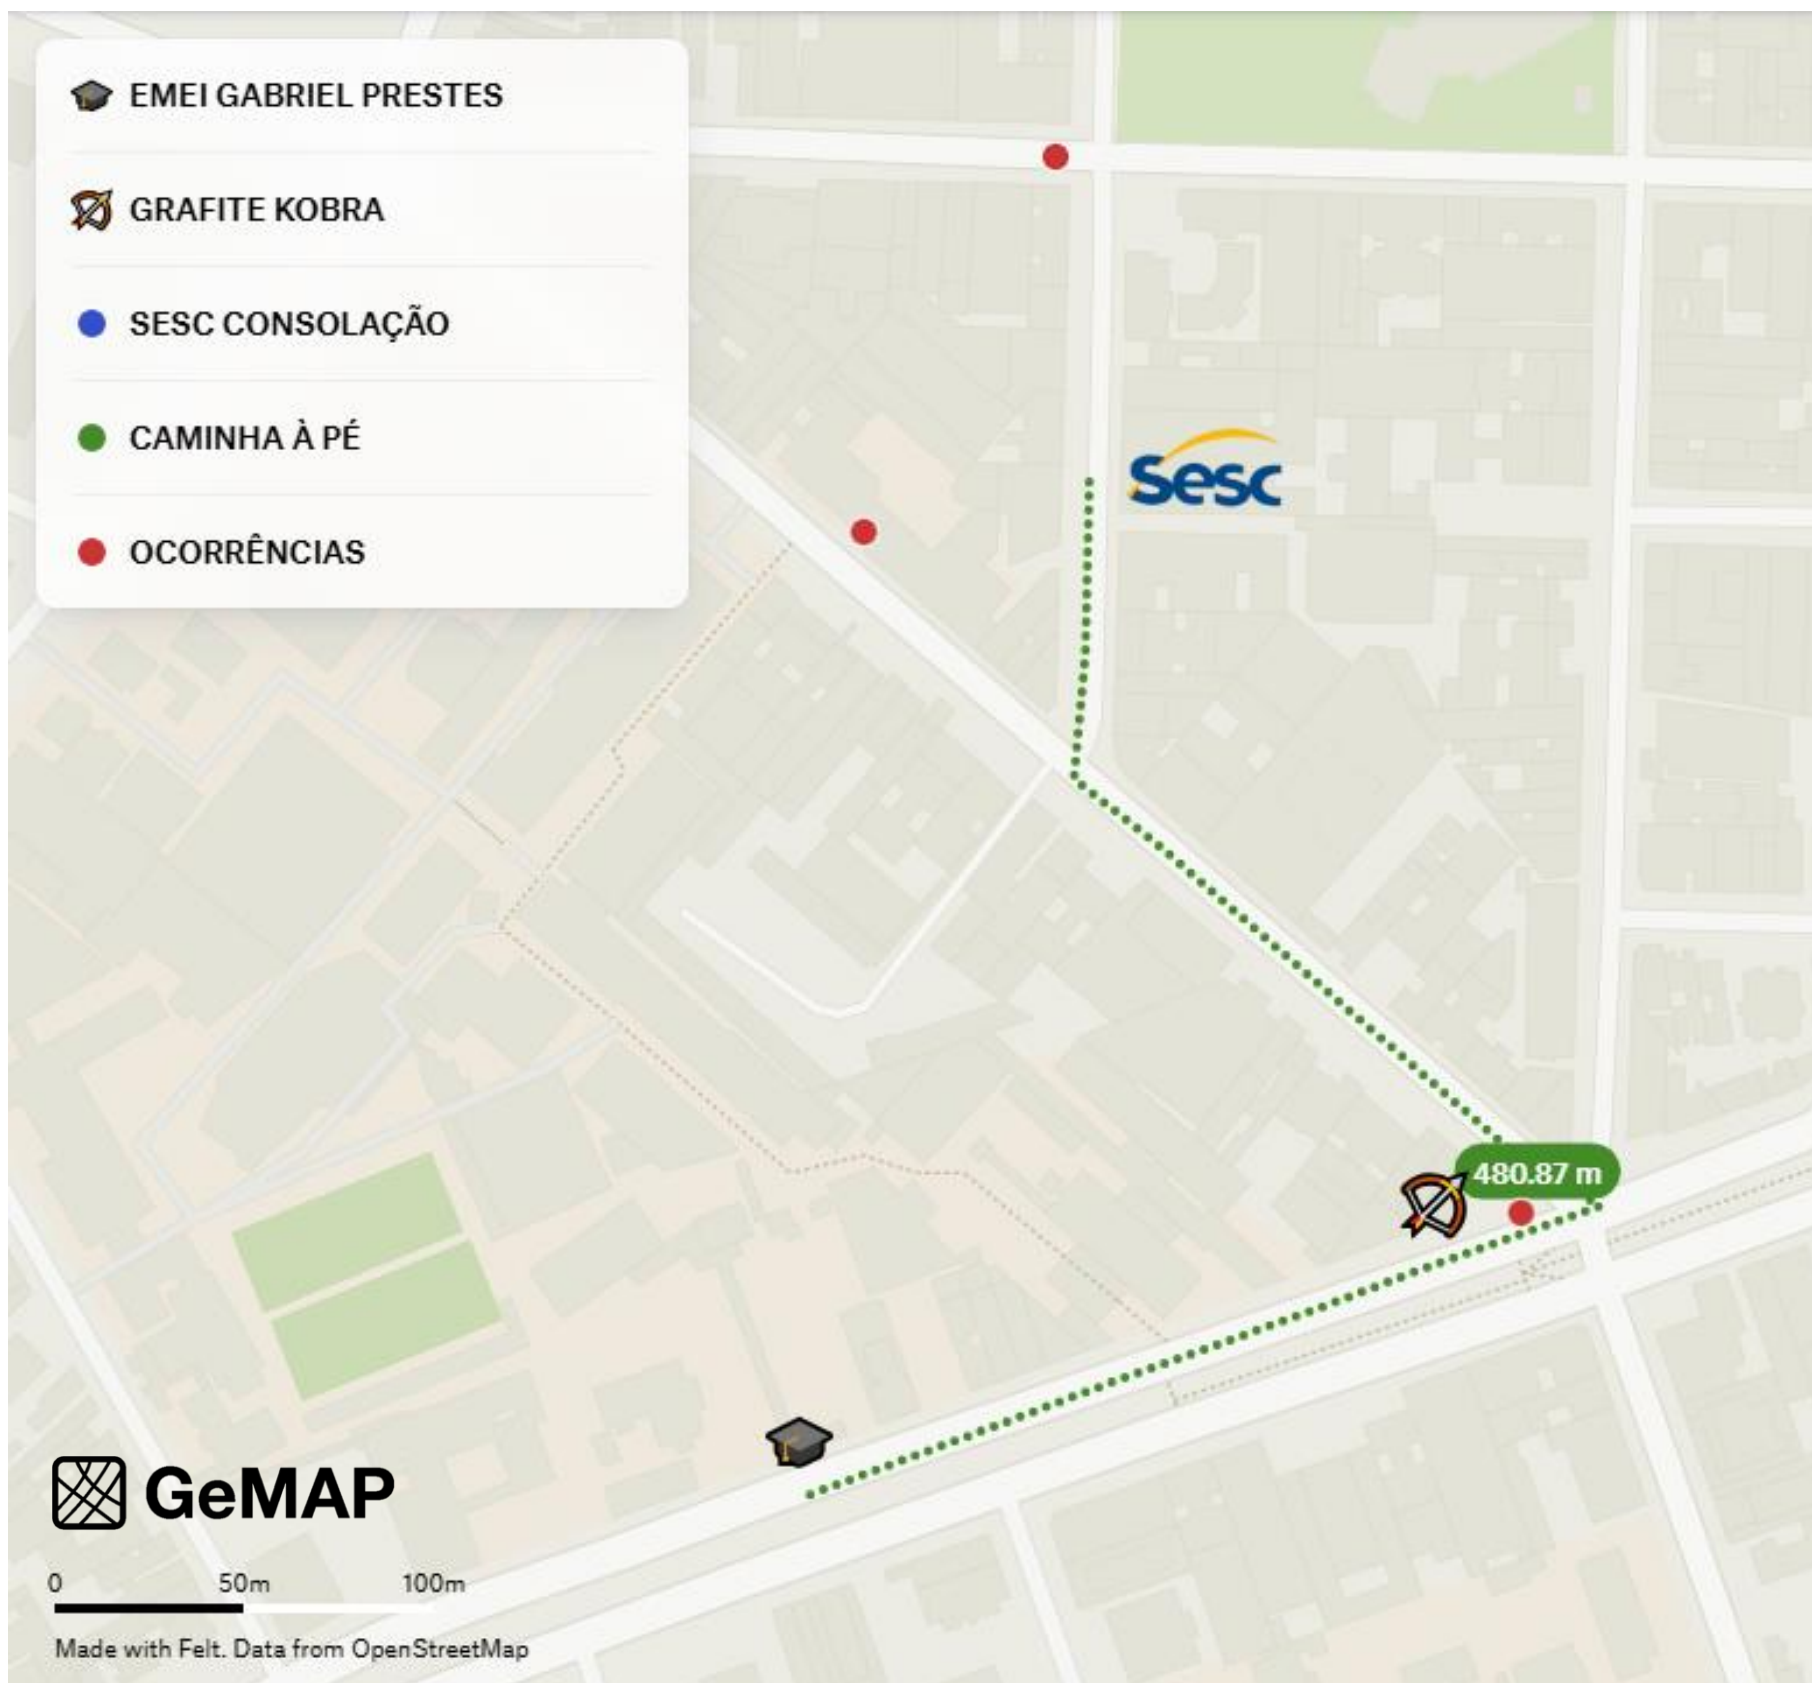 EMEI GABRIEL PRESTES
GRAFITE KOBRA
SESC CONSOLAÇÃO
CAMINHA À PÉ
OCORRÊNCIAS
Sesc
480.87 m
GeMAP
0 50m 100m
Made with Felt. Data from OpenStreetMap